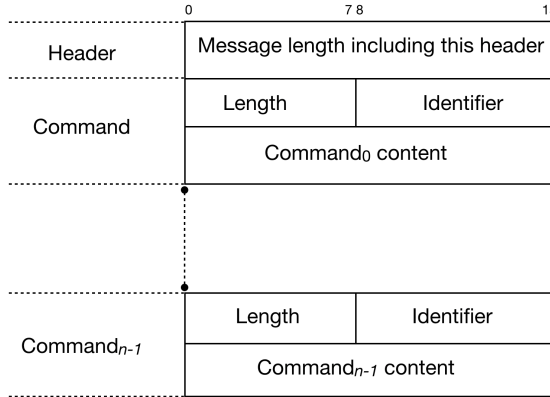 0 7 8 1
Header Message length including this header
Length Identifier
Command
Command₀ content
Length Identifier
Commandn-1
Commandn-1 content